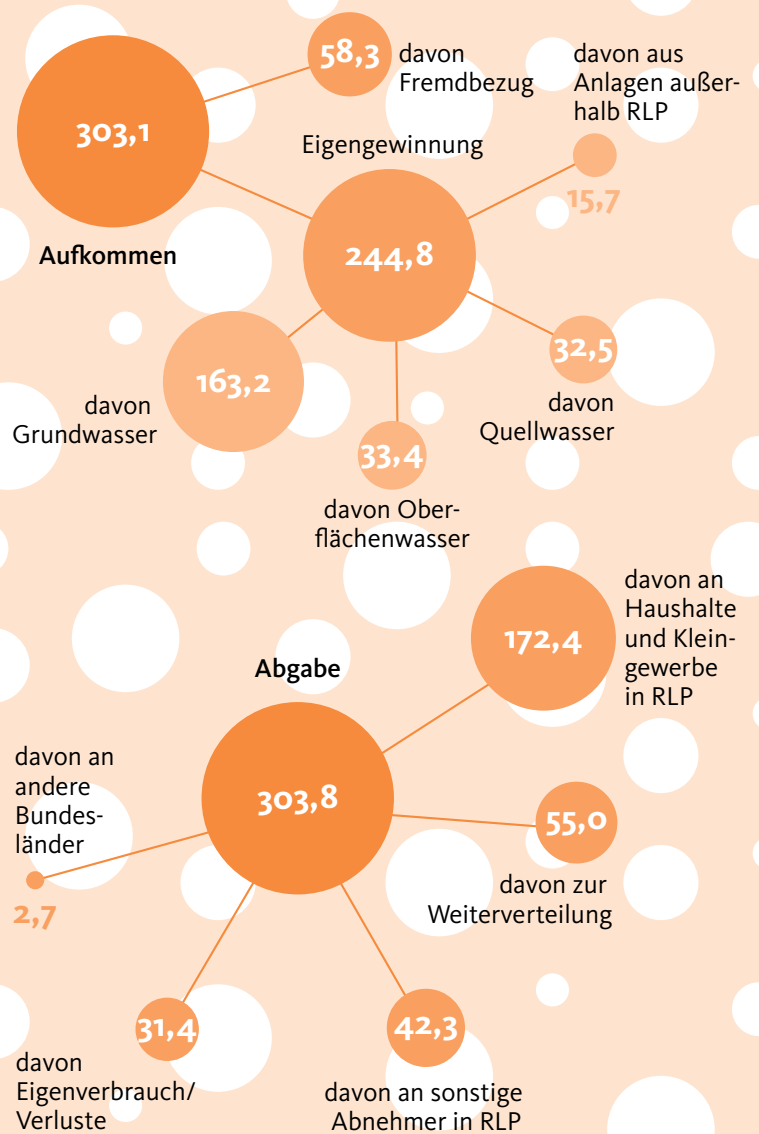 58,3
davon
Fremdbezug
davon aus
Anlagen außer-
halb RLP
303,1
Eigengewinnung
15,7
Aufkommen
244,8
163,2
32,5
davon
Grundwasser
davon
Quellwasser
33,4
davon Ober-
flächenwasser
davon an
Haushalte
und Klein-
gewerbe
in RLP
172,4
Abgabe
davon an
andere
Bundes-
länder
303,8
55,0
davon zur
Weiterverteilung
2,7
31,4
42,3
davon
Eigenverbrauch/
Verluste
davon an sonstige
Abnehmer in RLP